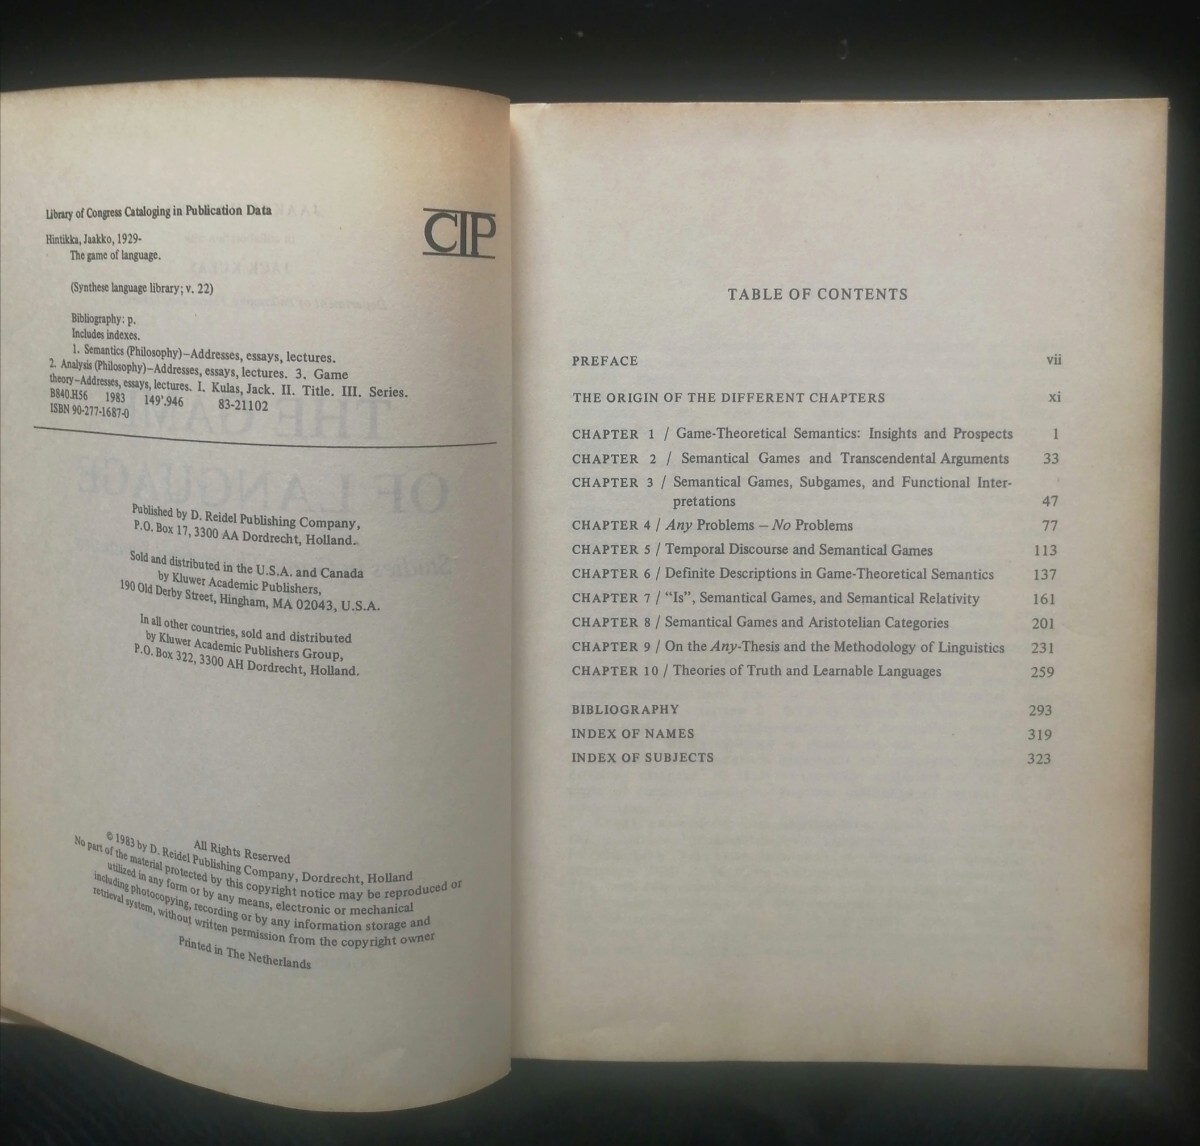 Library of Congress Cataloging in Publication Data
CIP
Hintikka, Jaakko, 1929-
The game of language.
(Synthese language library; v. 22)
Bibliography: p.
Includes indexes.
1. Semantics (Philosophy)—Addresses, essays, lectures.
2. Analysis (Philosophy)—Addresses, essays, lectures. 3. Game
theory—Addresses, essays, lectures. I. Kulas, Jack. II. Title. III. Series.
B840.H56 1983 149'.946 83-21102
ISBN 90-277-1687-0
Published by D. Reidel Publishing Company,
P.O. Box 17, 3300 AA Dordrecht, Holland.
Sold and distributed in the U.S.A. and Canada
by Kluwer Academic Publishers,
190 Old Derby Street, Hingham, MA 02043, U.S.A.
In all other countries, sold and distributed
by Kluwer Academic Publishers Group,
P.O. Box 322, 3300 AH Dordrecht, Holland.
All Rights Reserved
© 1983 by D. Reidel Publishing Company, Dordrecht, Holland
No part of the material protected by this copyright notice may be reproduced or
utilized in any form or by any means, electronic or mechanical
including photocopying, recording or by any information storage and
retrieval system, without written permission from the copyright owner
Printed in The Netherlands
TABLE OF CONTENTS
PREFACE vii
THE ORIGIN OF THE DIFFERENT CHAPTERS xi
CHAPTER 1 / Game-Theoretical Semantics: Insights and Prospects 1
CHAPTER 2 / Semantical Games and Transcendental Arguments 33
CHAPTER 3 / Semantical Games, Subgames, and Functional Inter-
pretations 47
CHAPTER 4 / Any Problems – No Problems 77
CHAPTER 5 / Temporal Discourse and Semantical Games 113
CHAPTER 6 / Definite Descriptions in Game-Theoretical Semantics 137
CHAPTER 7 / "Is", Semantical Games, and Semantical Relativity 161
CHAPTER 8 / Semantical Games and Aristotelian Categories 201
CHAPTER 9 / On the Any-Thesis and the Methodology of Linguistics 231
CHAPTER 10 / Theories of Truth and Learnable Languages 259
BIBLIOGRAPHY 293
INDEX OF NAMES 319
INDEX OF SUBJECTS 323